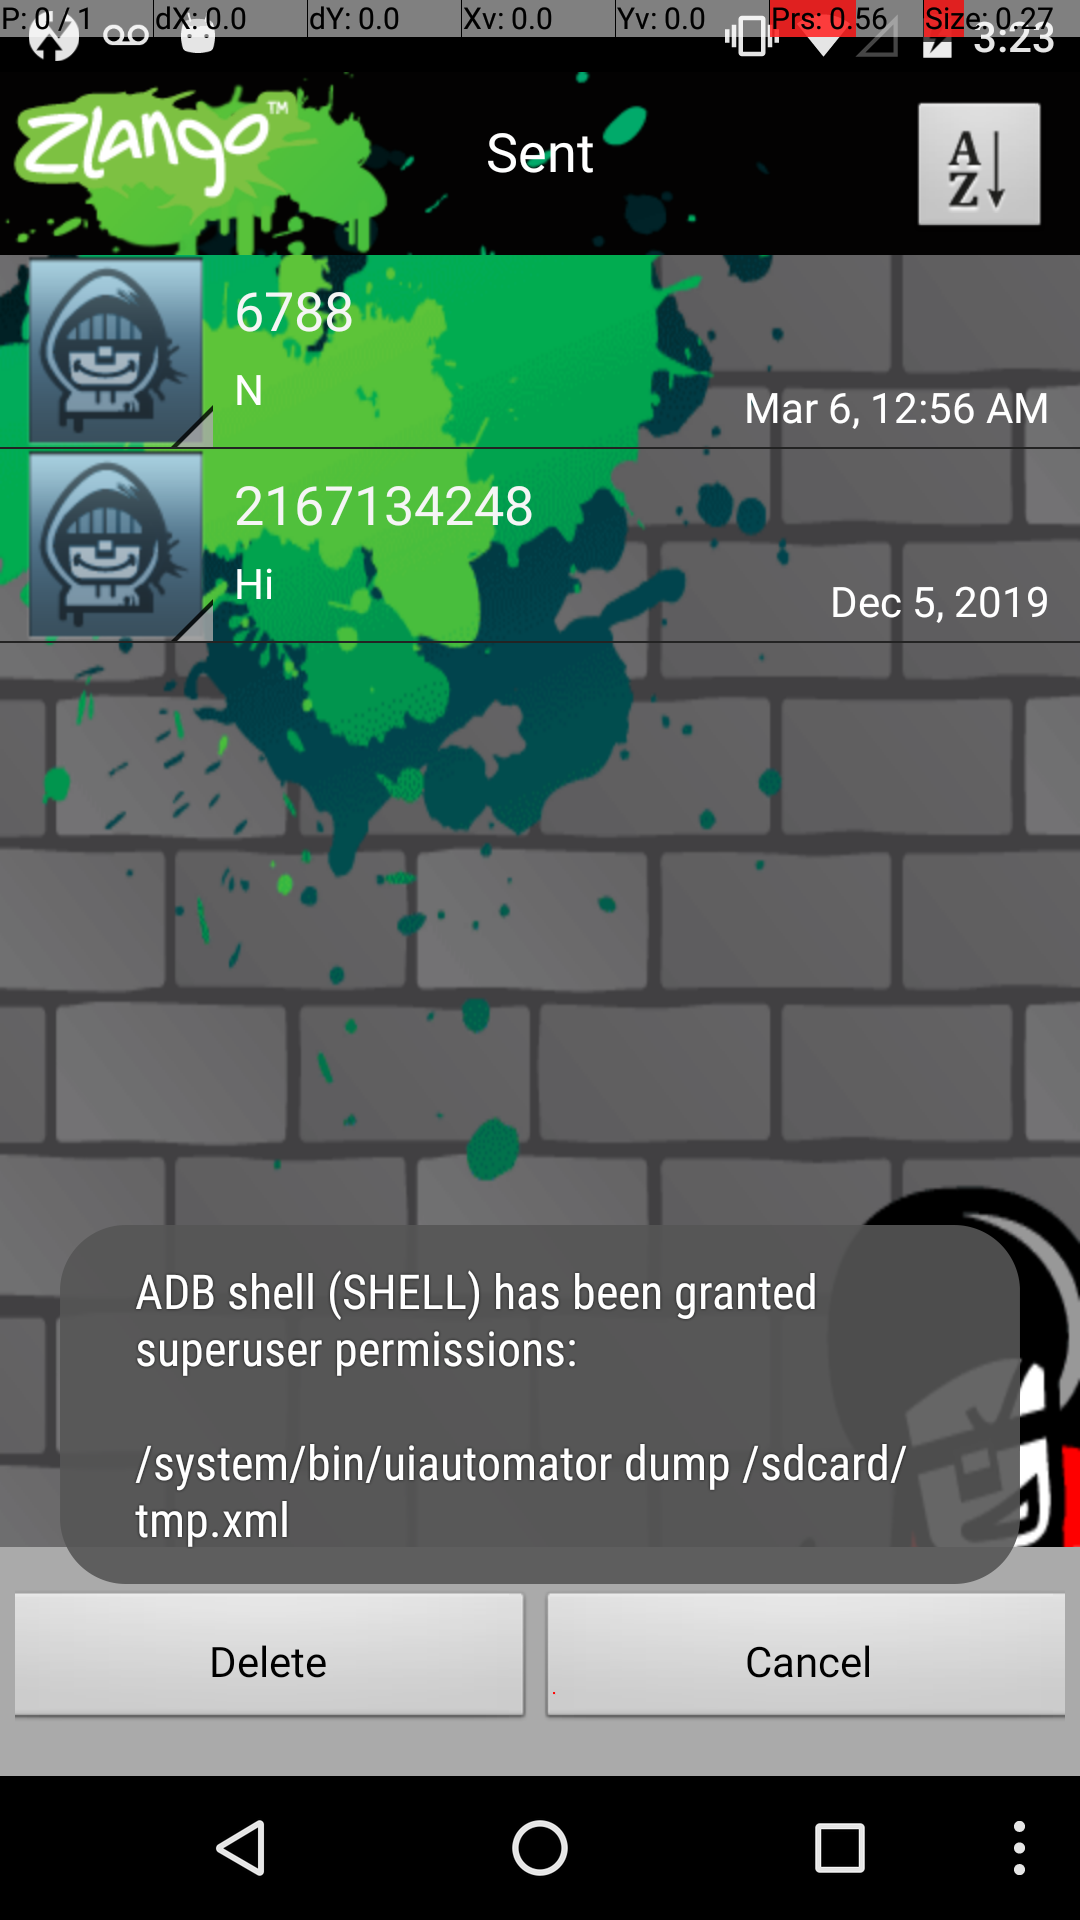 P: 0 / 1 dX: 0.0 dY: 0.0 Xv: 0.0 Yv: 0.0 Prs: 0.56 Size: 0.27
3:23
Zlango™
Sent
A
Z
6788
N
Mar 6, 12:56 AM
2167134248
Hi
Dec 5, 2019
ADB shell (SHELL) has been granted
superuser permissions:
/system/bin/uiautomator dump /sdcard/
tmp.xml
Delete
Cancel